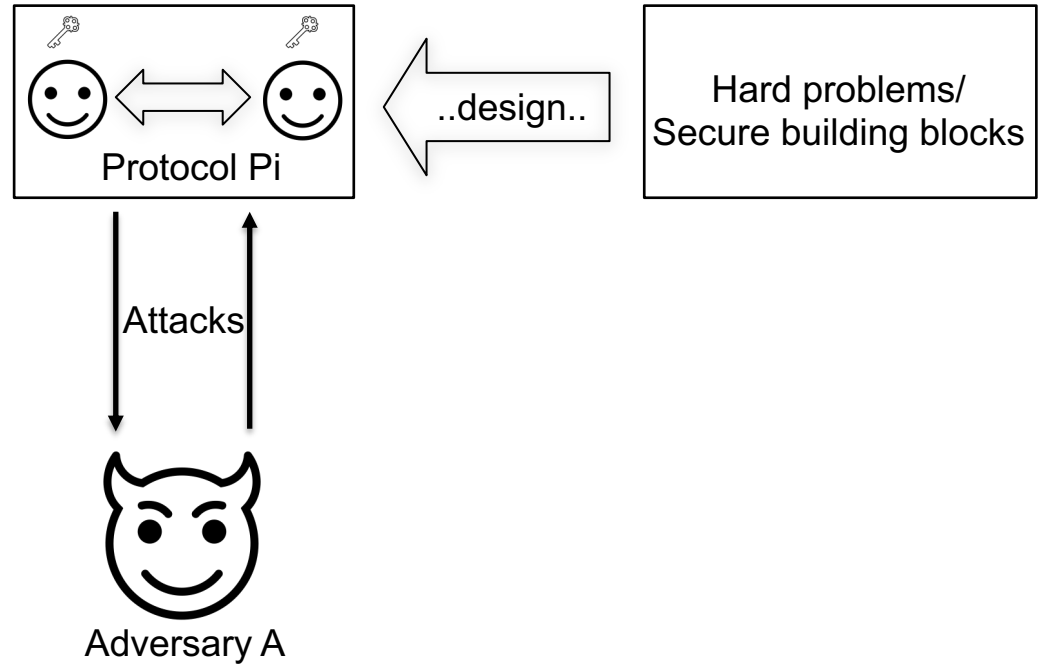 Protocol Pi
..design..
Hard problems/
Secure building blocks
Attacks
Adversary A